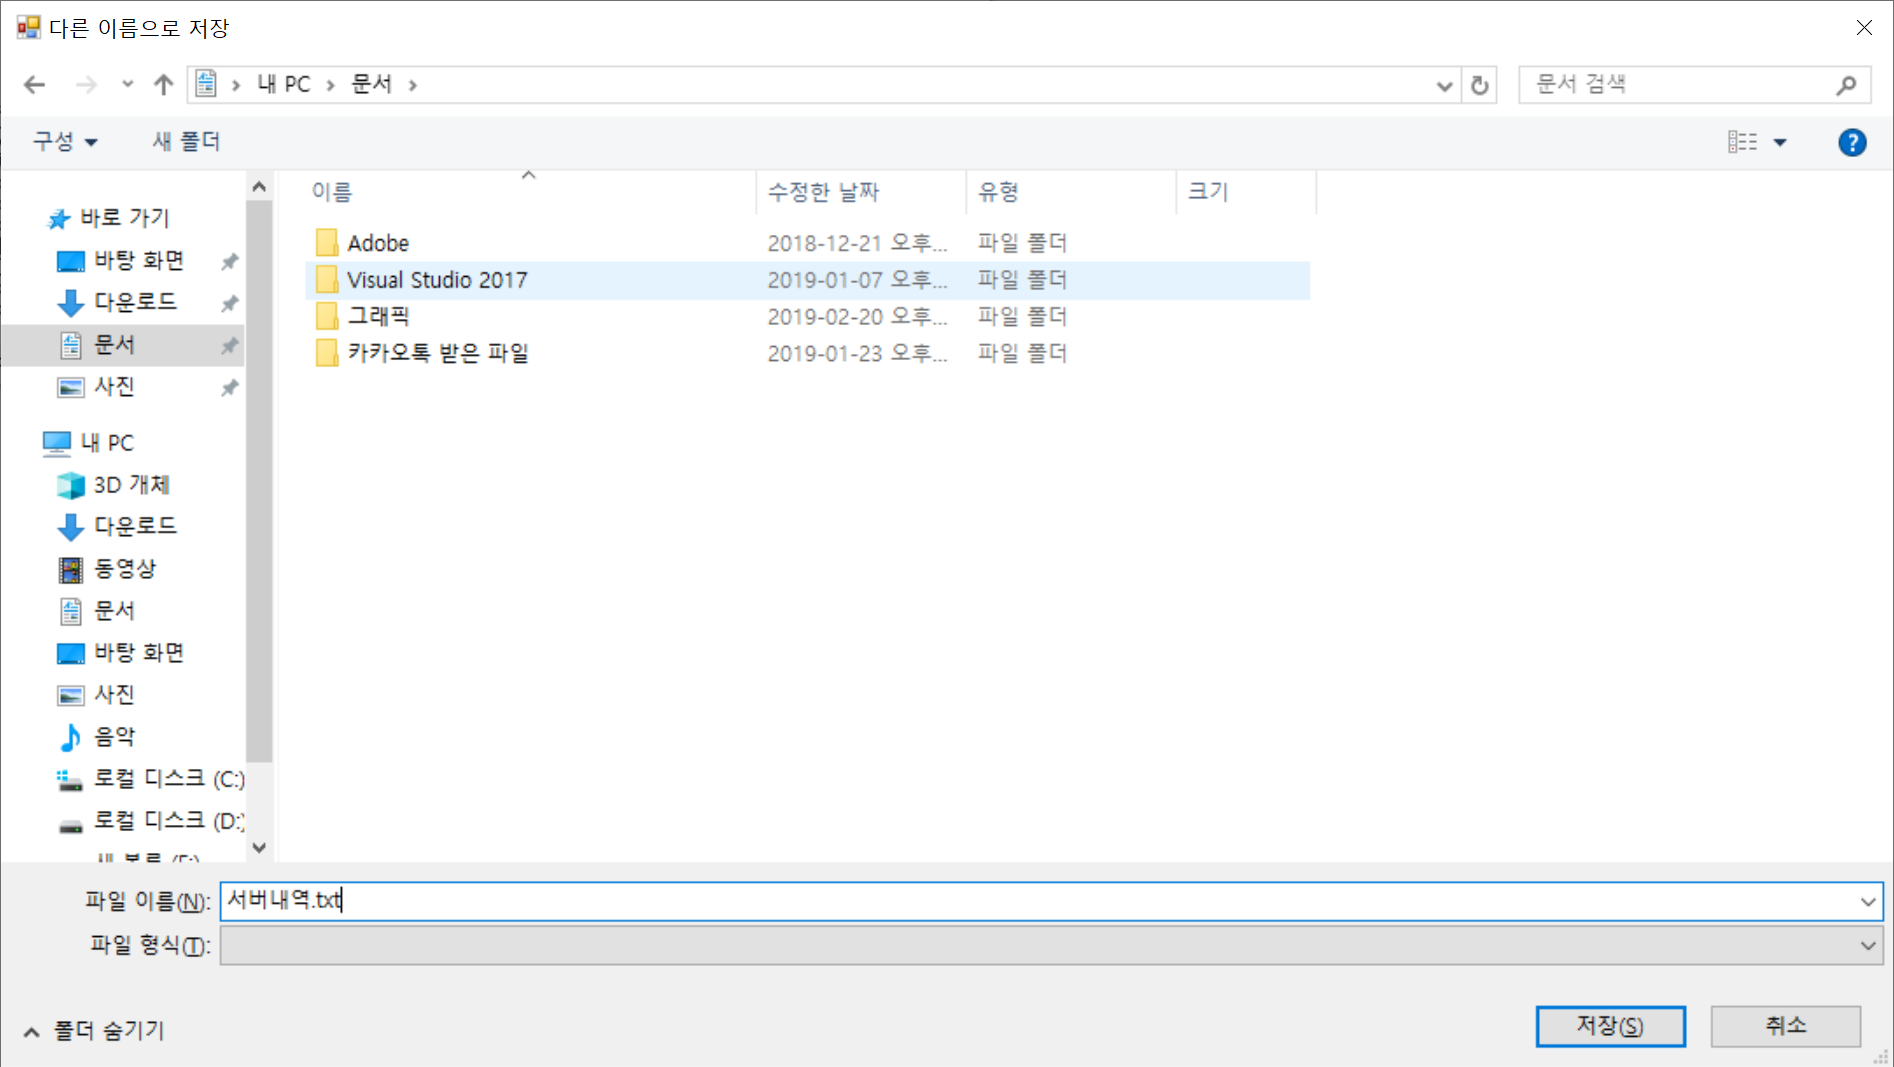 다른 이름으로 저장
내 PC > 문서 >
문서 검색
구성
새 폴더
?
이름 수정한 날짜 유형 크기
Adobe 2018-12-21 오후... 파일 폴더
Visual Studio 2017 2019-01-07 오후... 파일 폴더
그래픽 2019-02-20 오후... 파일 폴더
카카오톡 받은 파일 2019-01-23 오후... 파일 폴더
바로 가기
바탕 화면
다운로드
문서
사진
내 PC
3D 개체
다운로드
동영상
문서
바탕 화면
사진
음악
로컬 디스크 (C:)
로컬 디스크 (D:)
파일 이름(N): 서버내역.txt
파일 형식(T):
폴더 숨기기
저장(S)
취소